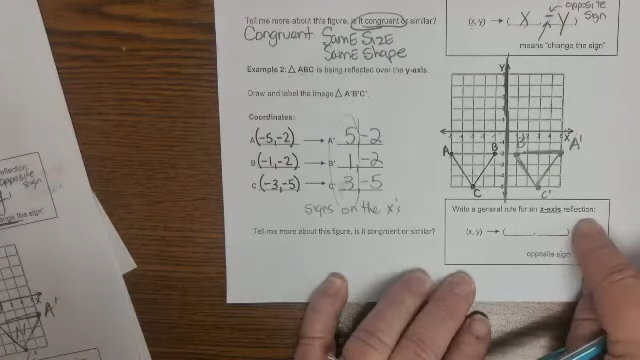 opposite
Sign
Tell me more about this figure, is it congruent or similar?
(x, y) → ( X , -Y )
Congruent
SamE SIZE
SamE Shape
means "change the sign"
Example 2: △ ABC is being reflected over the y-axis.
Draw and label the image △ A'B'C'.
Coordinates:
A (-5,-2) → A' 5, -2
B (-1,-2) → B' 1, -2
C (-3,-5) → C' 3, -5
signs on the x's
Tell me more about this figure, is it congruent or similar?
Y
X
A
B
C
B'
A'
C'
Write a general rule for an x-axis reflection:
(x, y) → (____, ____)
opposite sign
reflection
opposite
Sign
the sign"
A'